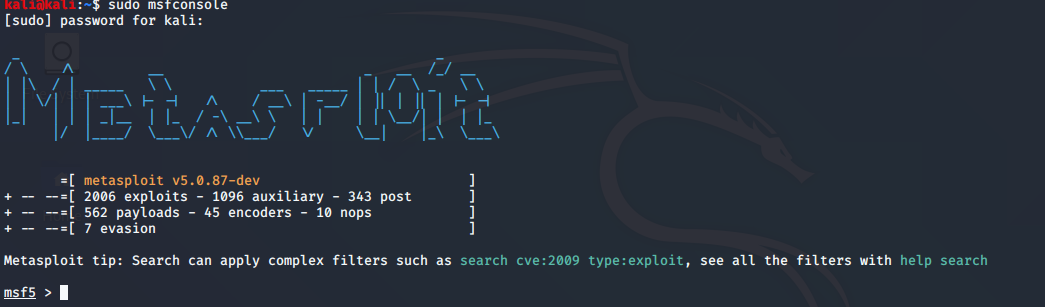 kali@kali:~$ sudo msfconsole
[sudo] password for kali:
METASPLOIT
=[ metasploit v5.0.87-dev ]
+ -- --=[ 2006 exploits - 1096 auxiliary - 343 post ]
+ -- --=[ 562 payloads - 45 encoders - 10 nops ]
+ -- --=[ 7 evasion ]
Metasploit tip: Search can apply complex filters such as search cve:2009 type:exploit, see all the filters with help search
msf5 >